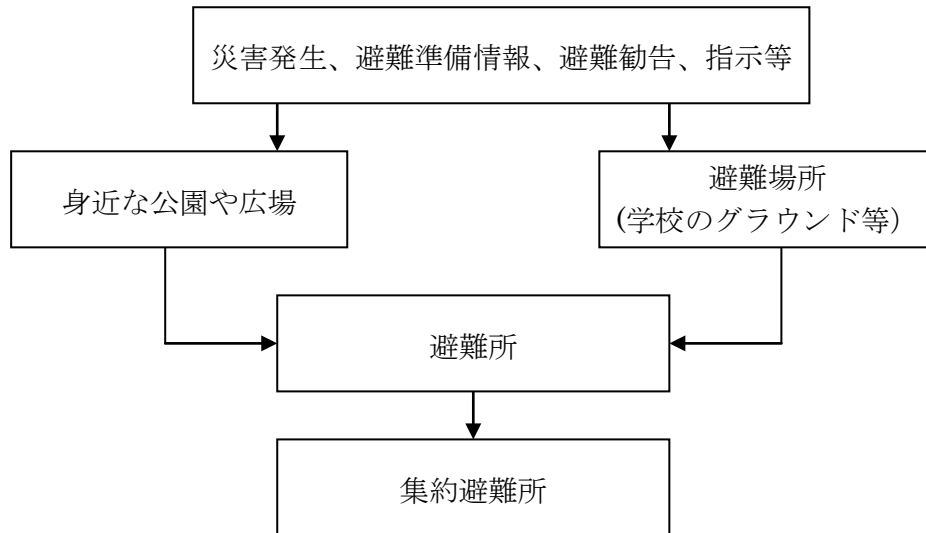 災害発生、避難準備情報、避難勧告、指示等
身近な公園や広場
避難場所
(学校のグラウンド等）
避難所
集約避難所